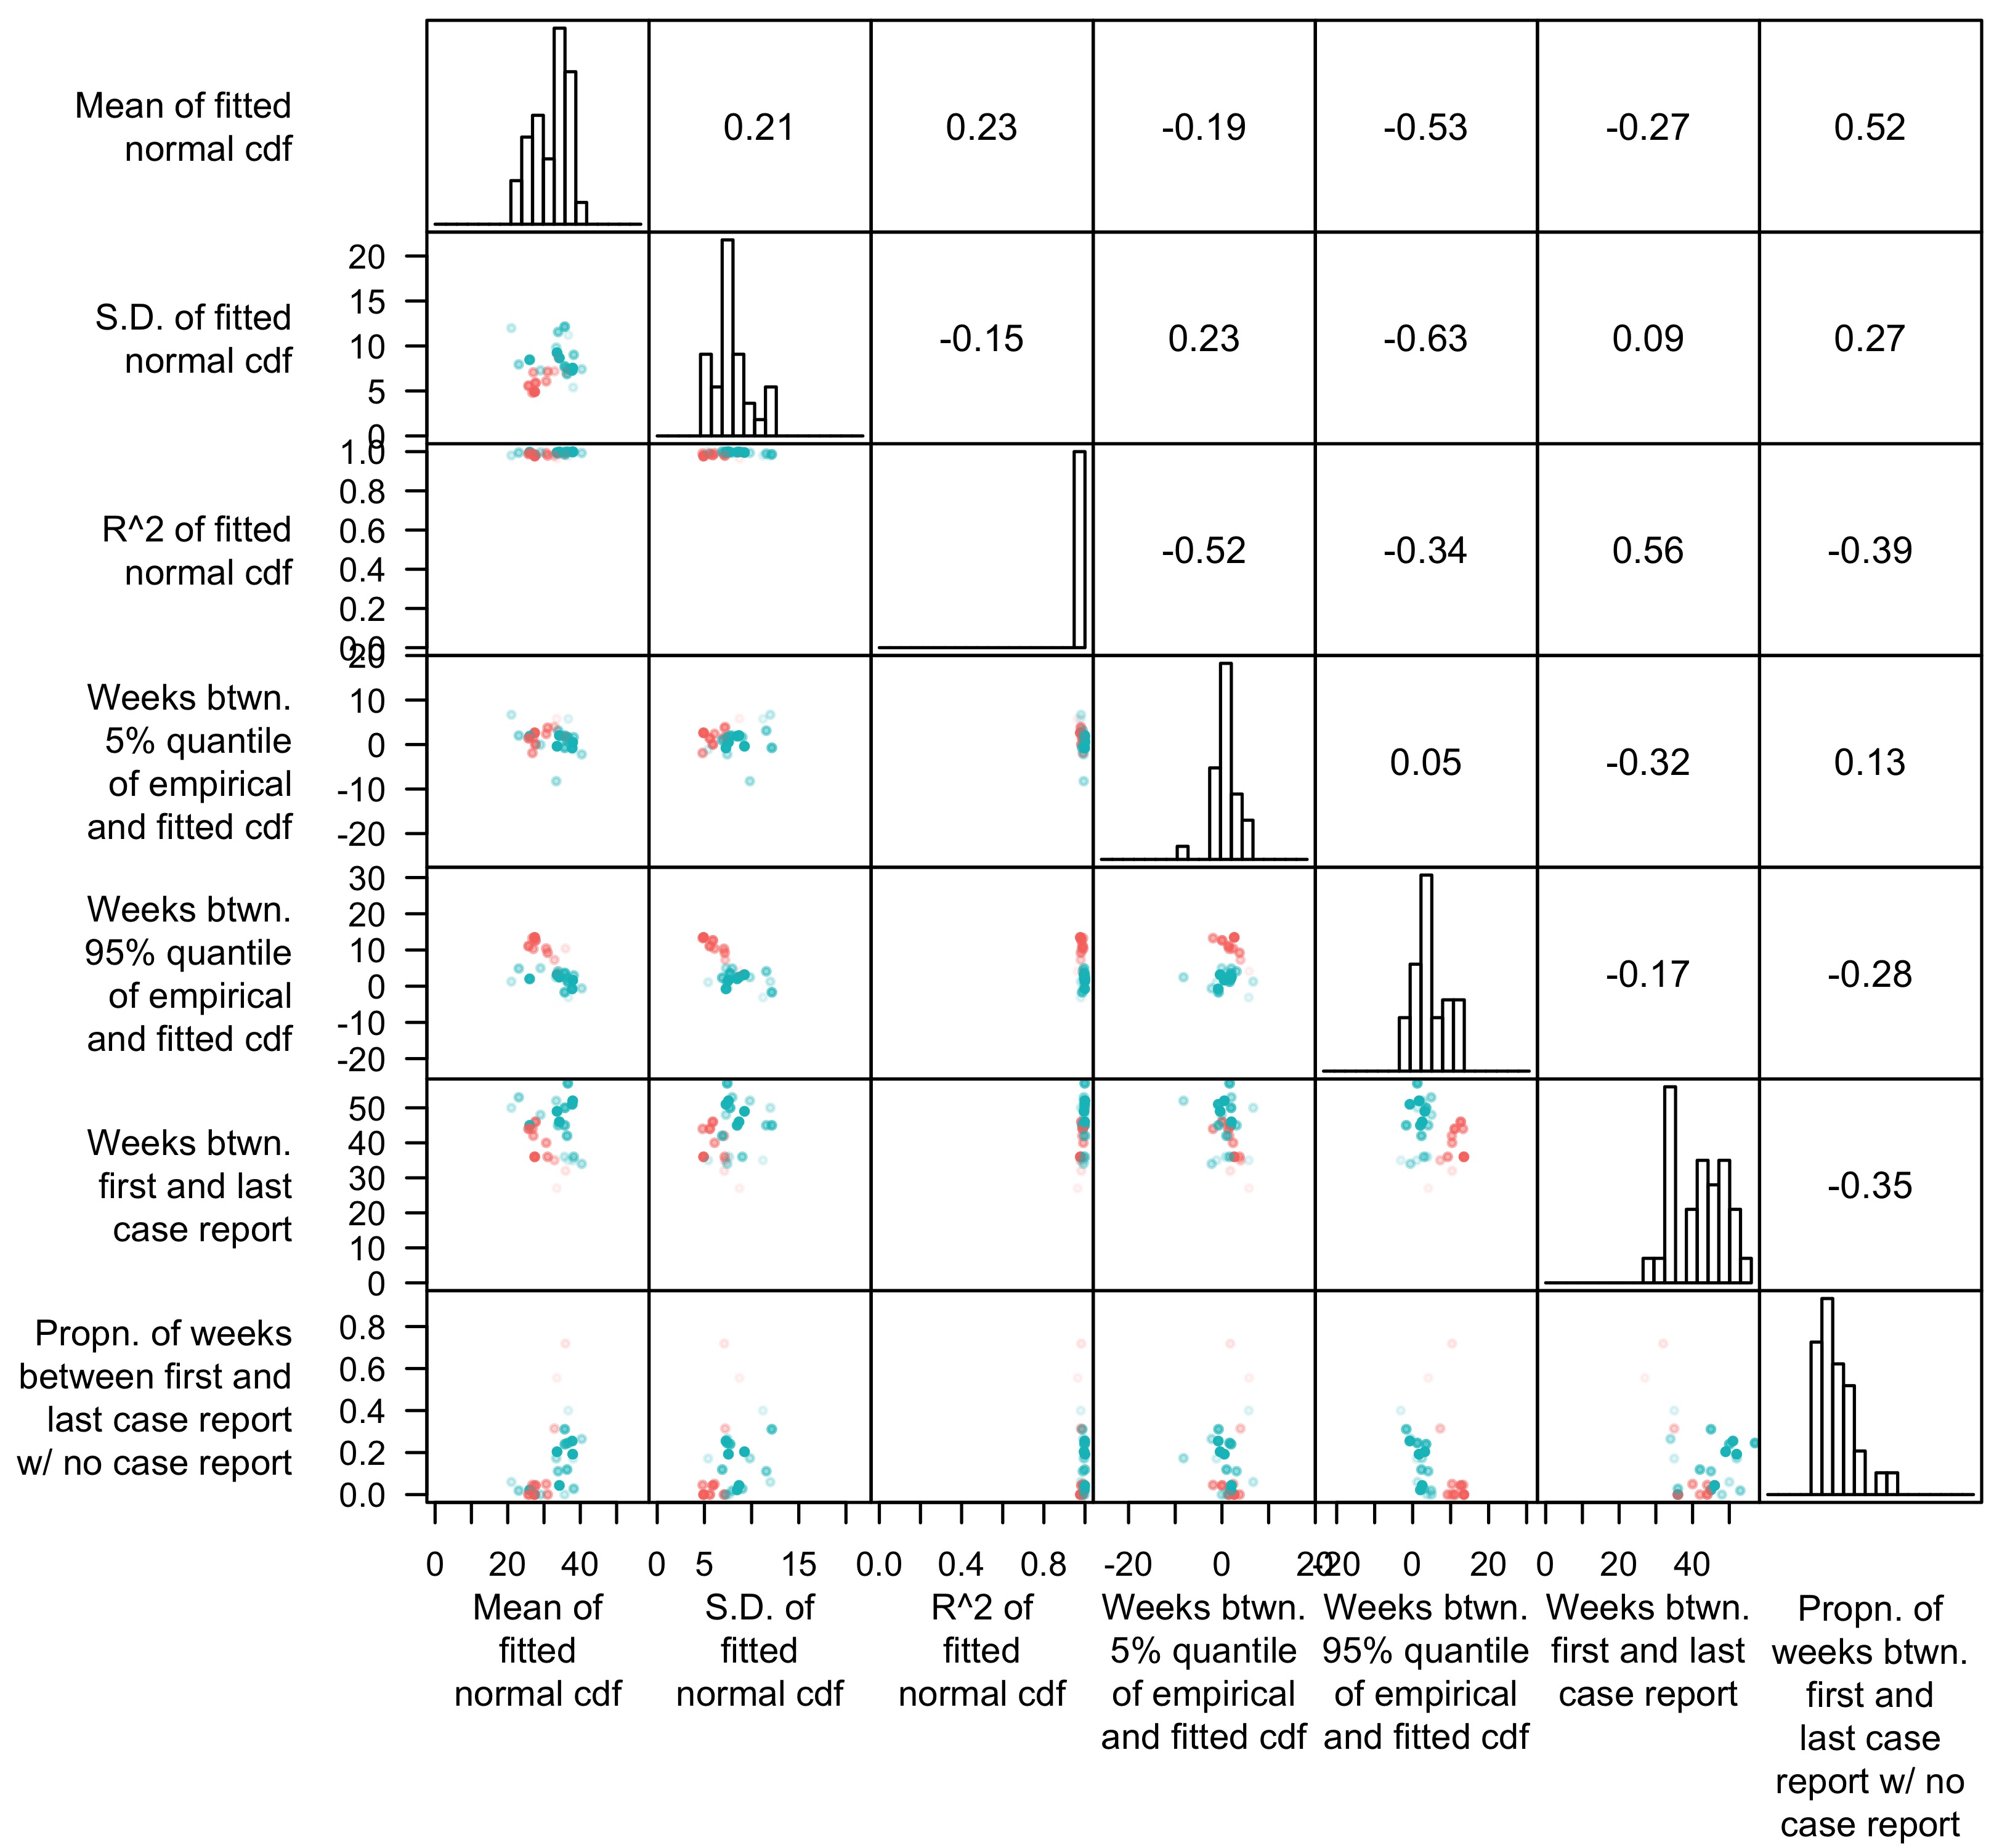 Mean of fitted
normal cdf
0.21
0.23
-0.19
-0.53
-0.27
0.52
S.D. of fitted
normal cdf
20
15
10
5
0
-0.15
0.23
-0.63
0.09
0.27
R^2 of fitted
normal cdf
1.0
0.8
0.6
0.4
0.2
0.0
-0.52
-0.34
0.56
-0.39
Weeks btwn.
5% quantile
of empirical
and fitted cdf
20
10
0
-10
-20
0.05
-0.32
0.13
Weeks btwn.
95% quantile
of empirical
and fitted cdf
30
20
10
0
-10
-20
-0.17
-0.28
Weeks btwn.
first and last
case report
50
40
30
20
10
0
-0.35
Propn. of weeks
between first and
last case report
w/ no case report
0.8
0.6
0.4
0.2
0.0
0 20 40
0 5 15
0.0 0.4 0.8
-20 0 20
-20 0 20
0 20 40
Mean of
fitted
normal cdf
S.D. of
fitted
normal cdf
R^2 of
fitted
normal cdf
Weeks btwn.
5% quantile
of empirical
and fitted cdf
Weeks btwn.
95% quantile
of empirical
and fitted cdf
Weeks btwn.
first and last
case report
Propn. of
weeks btwn.
first and
last case
report w/ no
case report